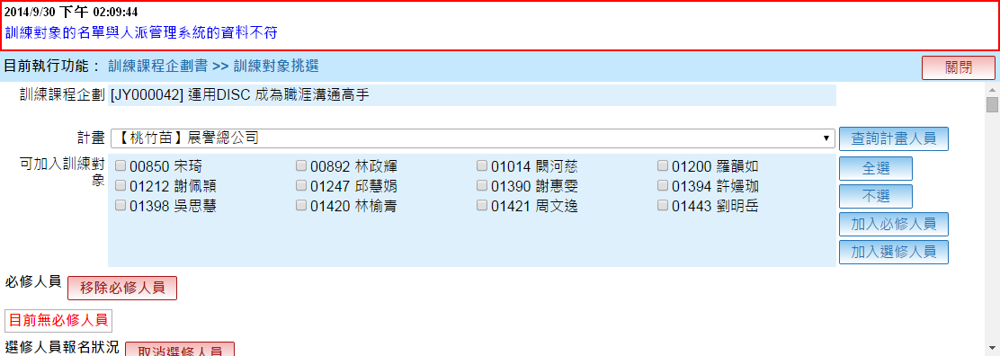 2014/9/30 下午 02:09:44
訓練對象的名單與人派管理系統的資料不符
目前執行功能： 訓練課程企劃書 >> 訓練對象挑選 關閉
訓練課程企劃 [JY000042] 運用DISC 成為職涯溝通高手
計畫 【桃竹苗】展譽總公司 查詢計畫人員
可加入訓練對
象
00850 宋琦 00892 林政輝 01014 闕河慈 01200 羅韻如
01212 謝佩穎 01247 邱慧娟 01390 謝惠雯 01394 許嫚珈
01398 吳思慧 01420 林榆青 01421 周文逸 01443 劉明岳
全選
不選
加入必修人員
加入選修人員
必修人員 移除必修人員
目前無必修人員
選修人員報名狀況 取消選修人員